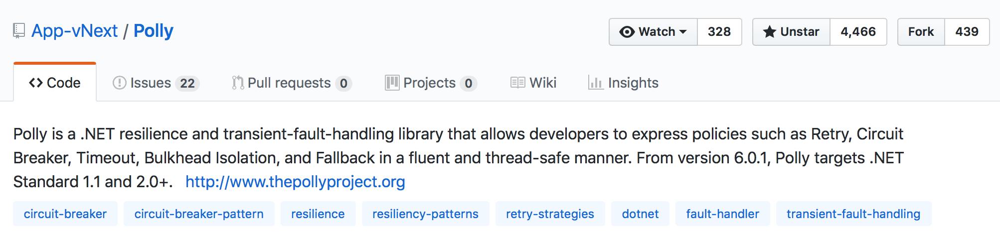 App-vNext / Polly
Watch 328 Unstar 4,466 Fork 439
Code Issues 22 Pull requests 0 Projects 0 Wiki Insights
Polly is a .NET resilience and transient-fault-handling library that allows developers to express policies such as Retry, Circuit
Breaker, Timeout, Bulkhead Isolation, and Fallback in a fluent and thread-safe manner. From version 6.0.1, Polly targets .NET
Standard 1.1 and 2.0+. http://www.thepollyproject.org
circuit-breaker circuit-breaker-pattern resilience resiliency-patterns retry-strategies dotnet fault-handler transient-fault-handling